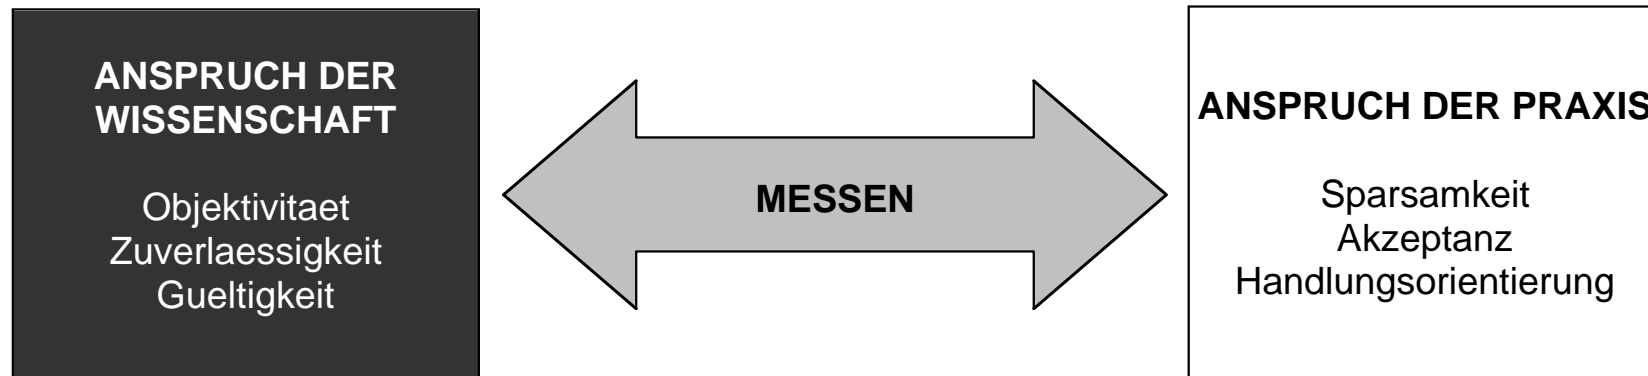 ANSPRUCH DER
WISSENSCHAFT
Objektivitaet
Zuverlaessigkeit
Gueltigkeit
MESSEN
ANSPRUCH DER PRAXIS
Sparsamkeit
Akzeptanz
Handlungsorientierung